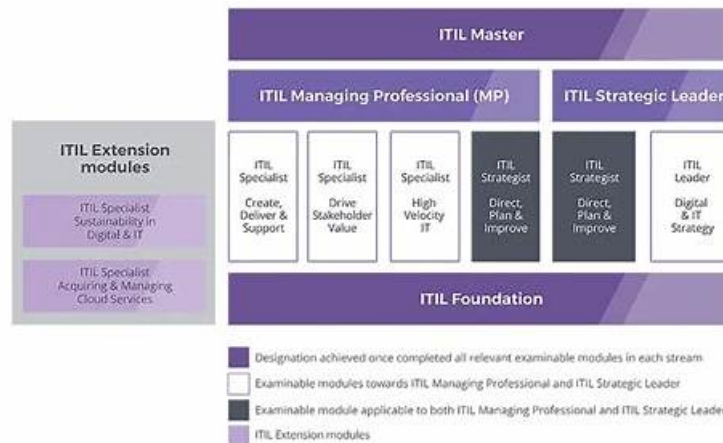 ITIL Master
ITIL Managing Professional (MP)
ITIL Strategic Leader
ITIL Extension
modules
ITIL Specialist
Sustainability in
Digital & IT
ITIL Specialist
Acquiring & Managing
Cloud Services
ITIL
Specialist
Create,
Deliver &
Support
ITIL
Specialist
Drive
Stakeholder
Value
ITIL
Specialist
High
Velocity
IT
ITIL
Strategist
Direct,
Plan &
Improve
ITIL
Strategist
Direct,
Plan &
Improve
ITIL
Leader
Digital
& IT
Strategy
ITIL Foundation
Designation achieved once completed all relevant examinable modules in each stream
Examinable modules towards ITIL Managing Professional and ITIL Strategic Leader
Examinable module applicable to both ITIL Managing Professional and ITIL Strategic Leader
ITIL Extension modules